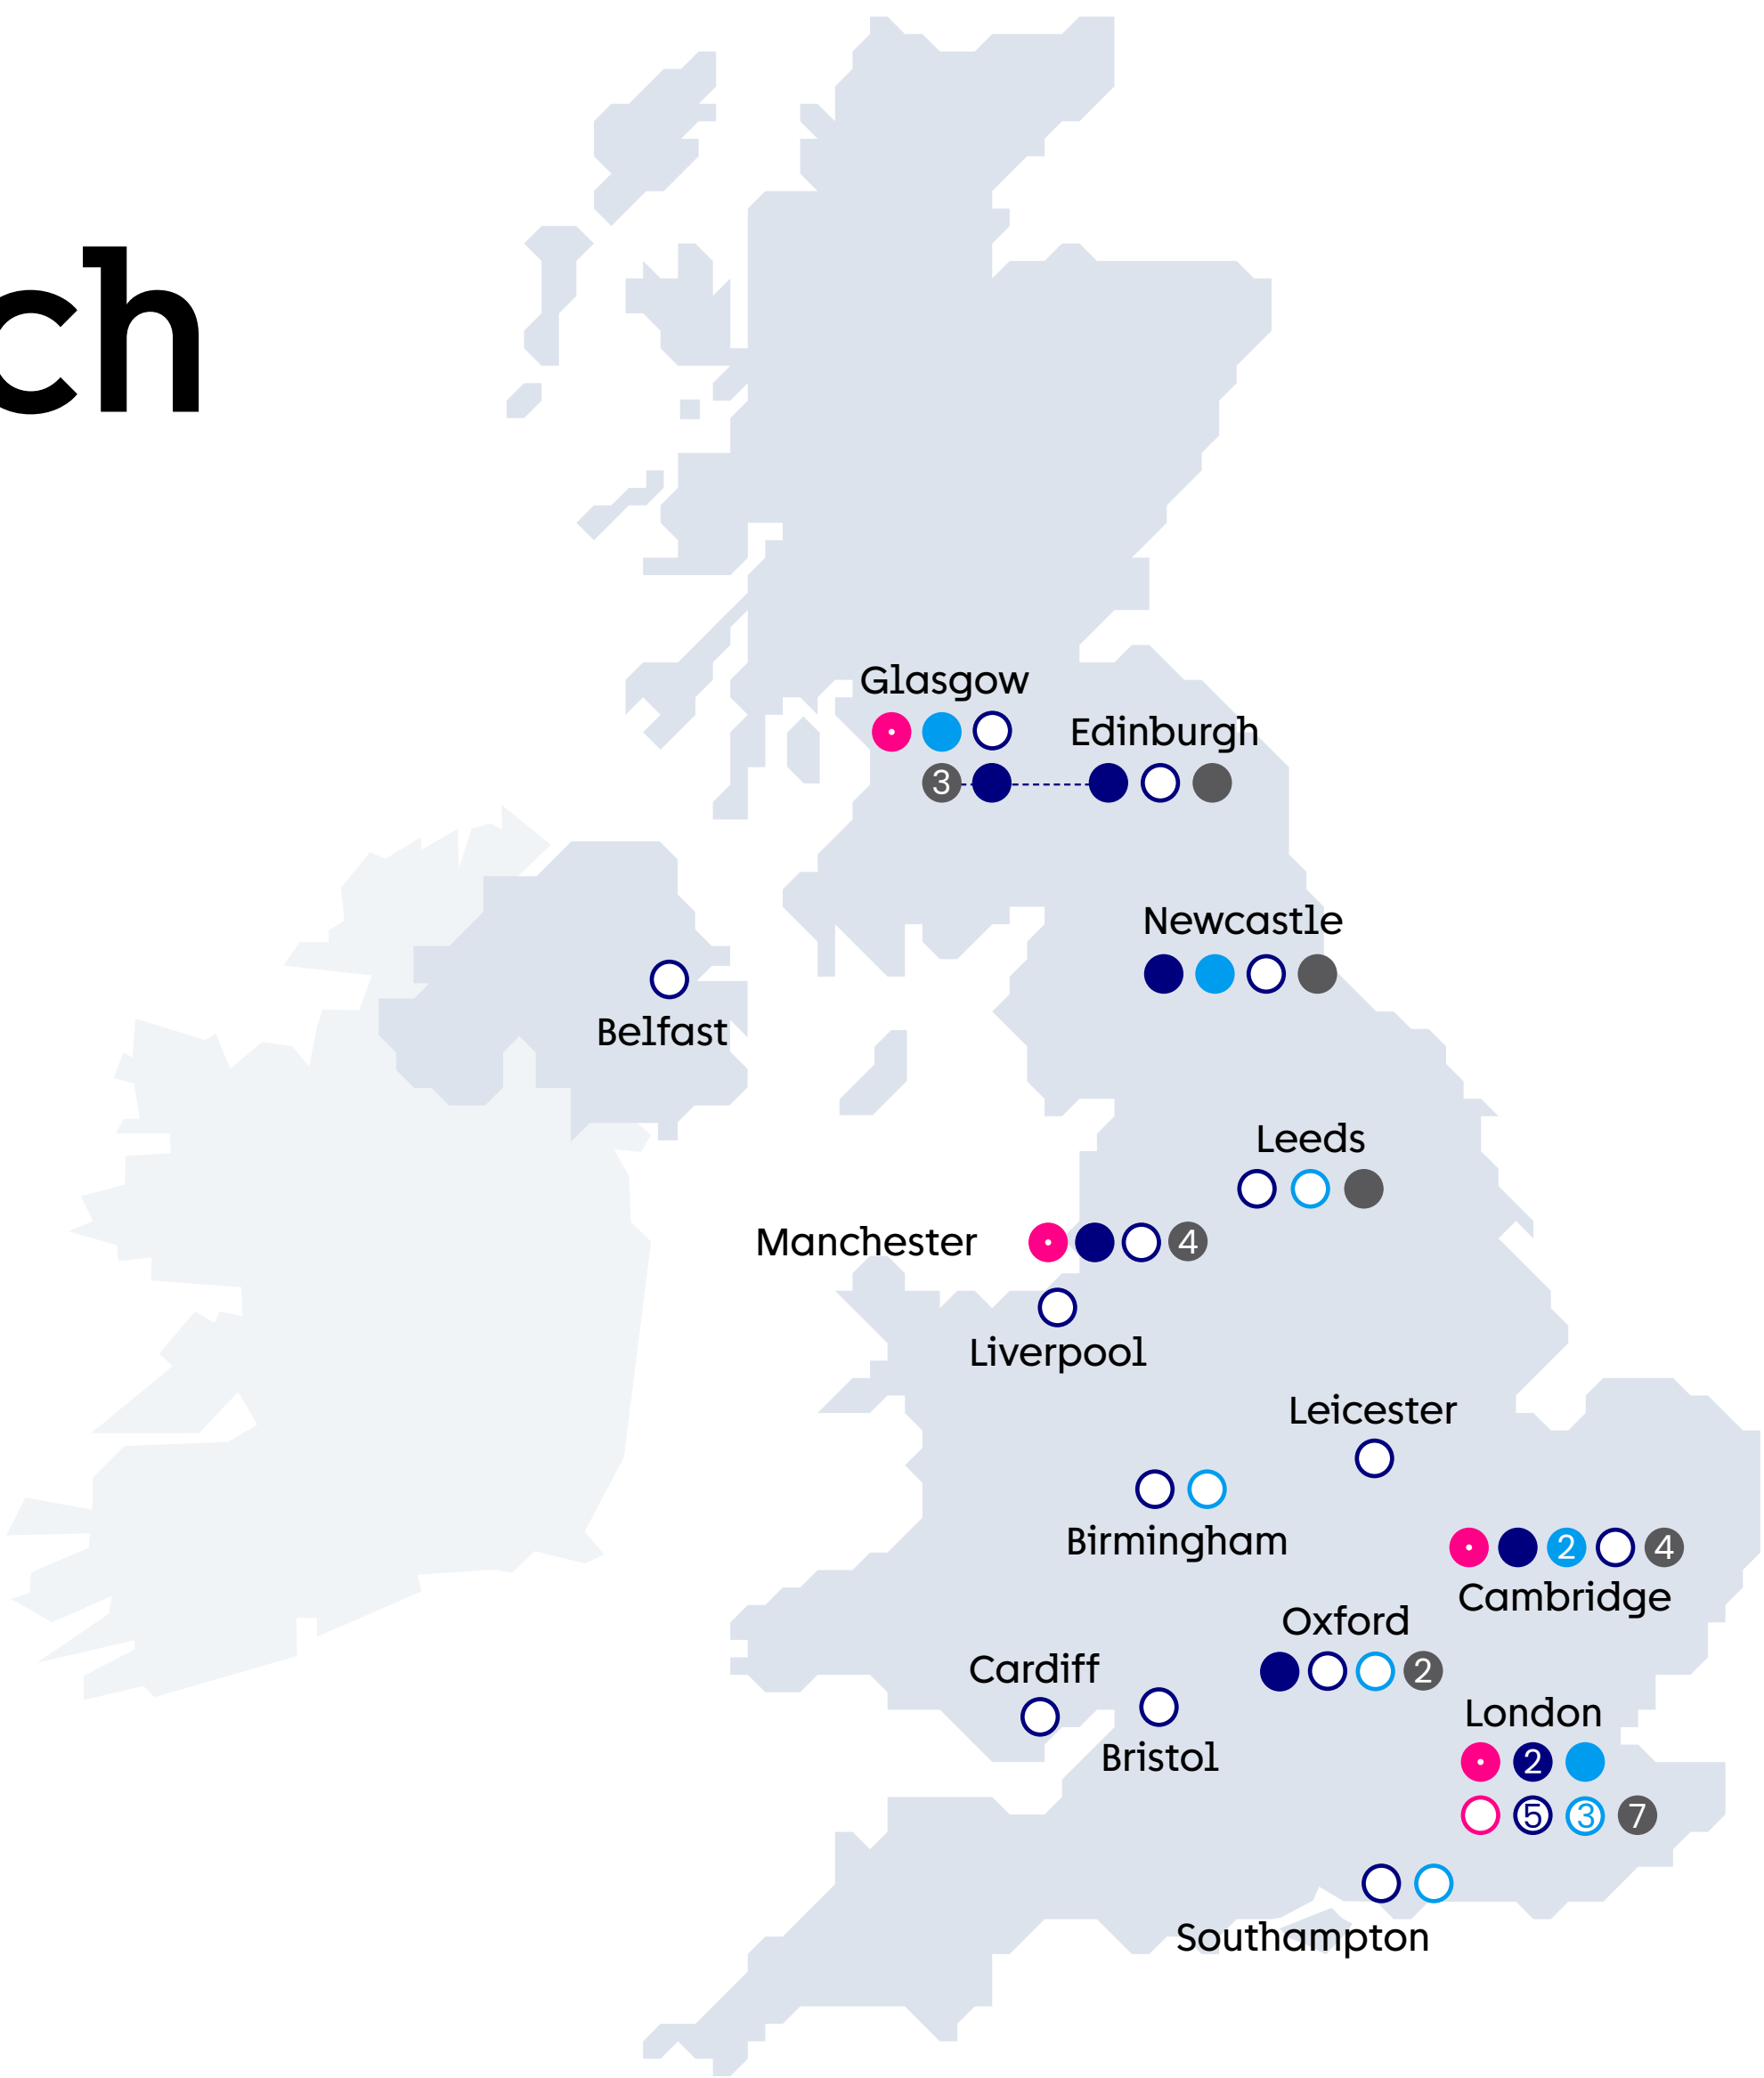 ch
Glasgow
Edinburgh
3
Newcastle
Belfast
Leeds
Manchester
4
Liverpool
Leicester
Birmingham
2 4
Cambridge
Oxford
2
Cardiff
Bristol
London
2
5 3 7
Southampton